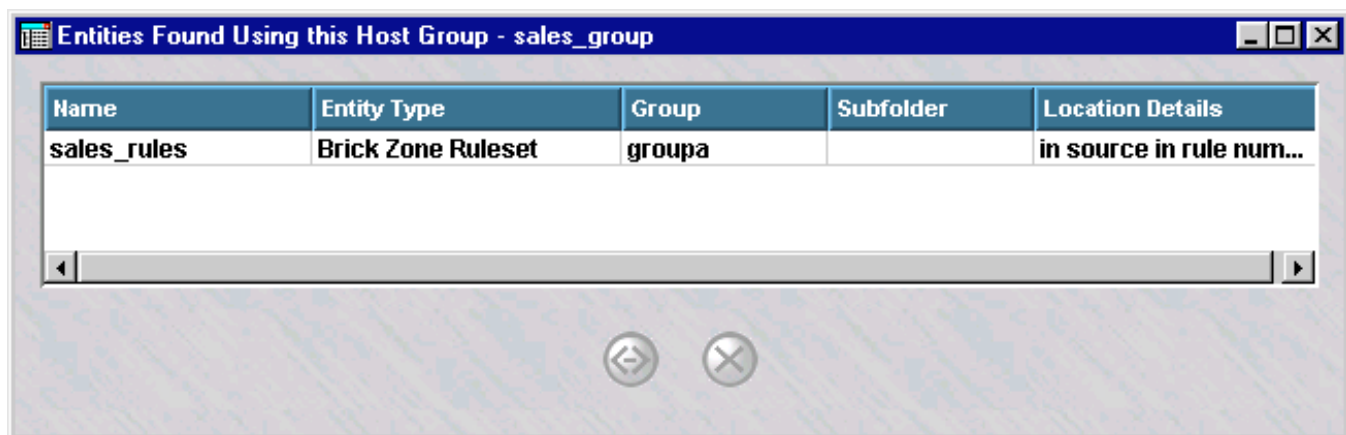 Entities Found Using this Host Group - sales_group
Name Entity Type Group Subfolder Location Details
sales_rules Brick Zone Ruleset groupa in source in rule num...